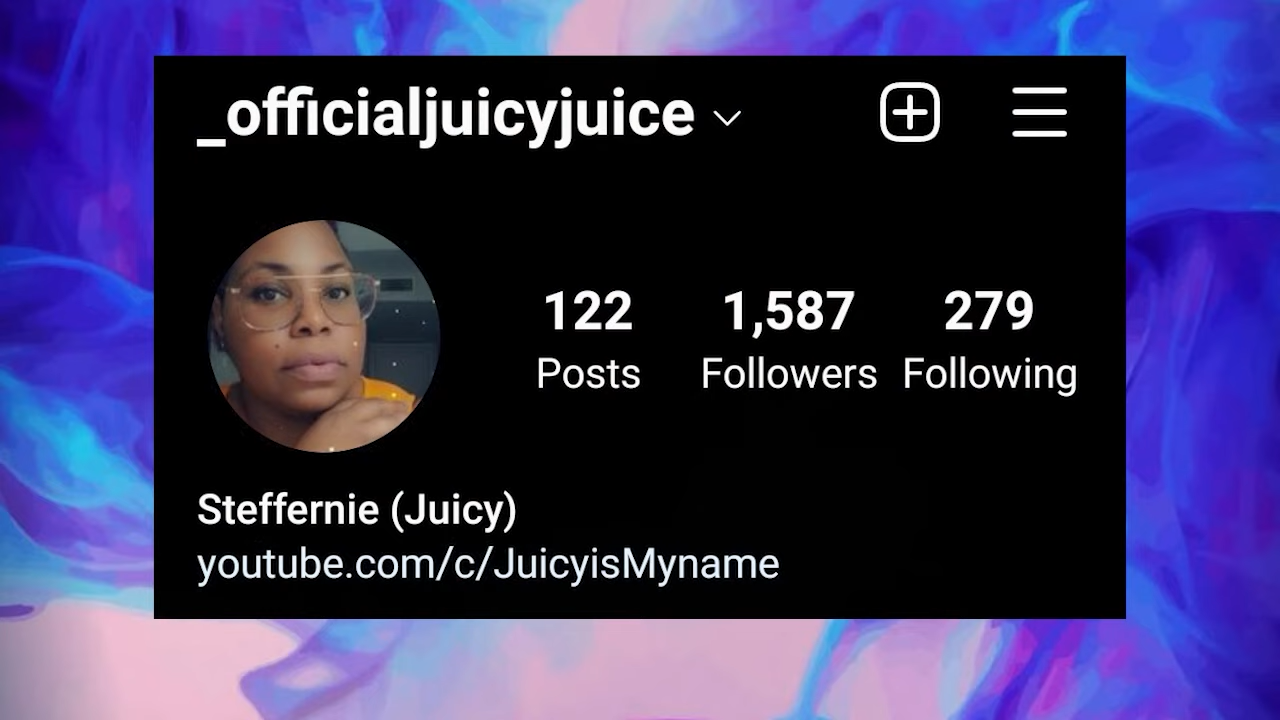 _officialjuicyjuice
122 1,587 279
Posts Followers Following
Steffernie (Juicy)
youtube.com/c/JuicyisMyname